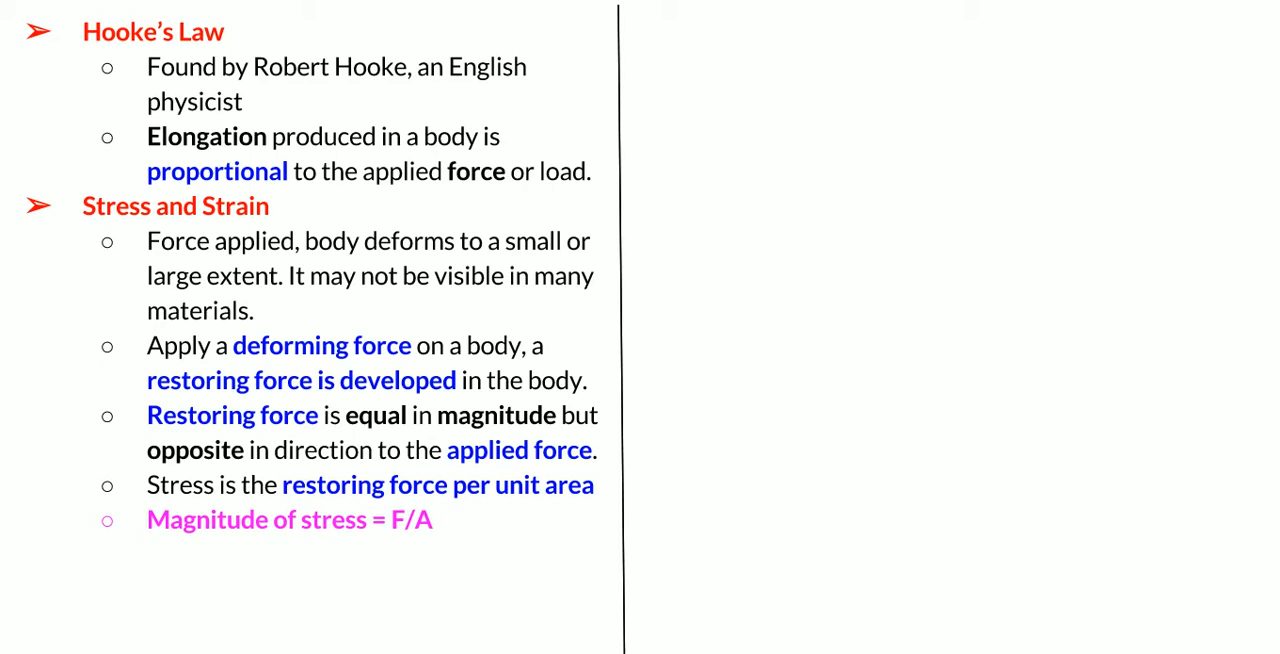 ➢ Hooke’s Law
○ Found by Robert Hooke, an English
physicist
○ Elongation produced in a body is
proportional to the applied force or load.
➢ Stress and Strain
○ Force applied, body deforms to a small or
large extent. It may not be visible in many
materials.
○ Apply a deforming force on a body, a
restoring force is developed in the body.
○ Restoring force is equal in magnitude but
opposite in direction to the applied force.
○ Stress is the restoring force per unit area
○ Magnitude of stress = F/A